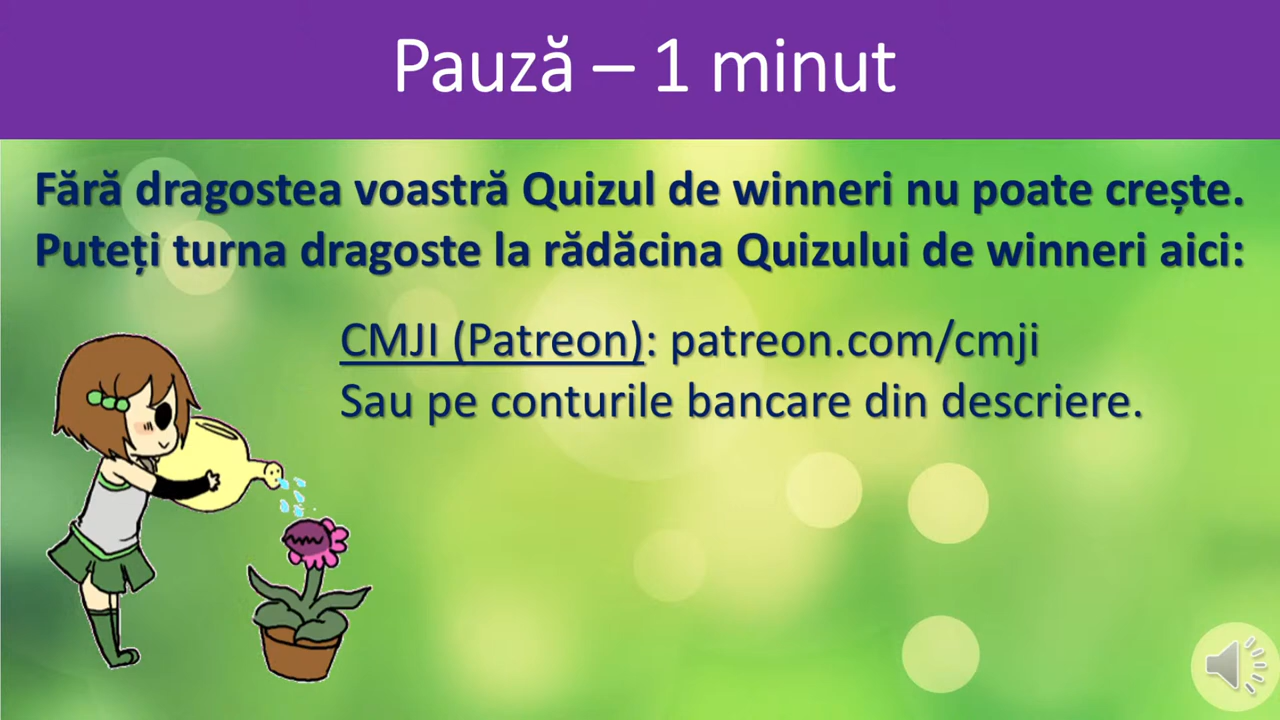 Pauză – 1 minut
Fără dragostea voastră Quizul de winneri nu poate crește.
Puteți turna dragoste la rădăcina Quizului de winneri aici:
CMJI (Patreon): patreon.com/cmji
Sau pe conturile bancare din descriere.